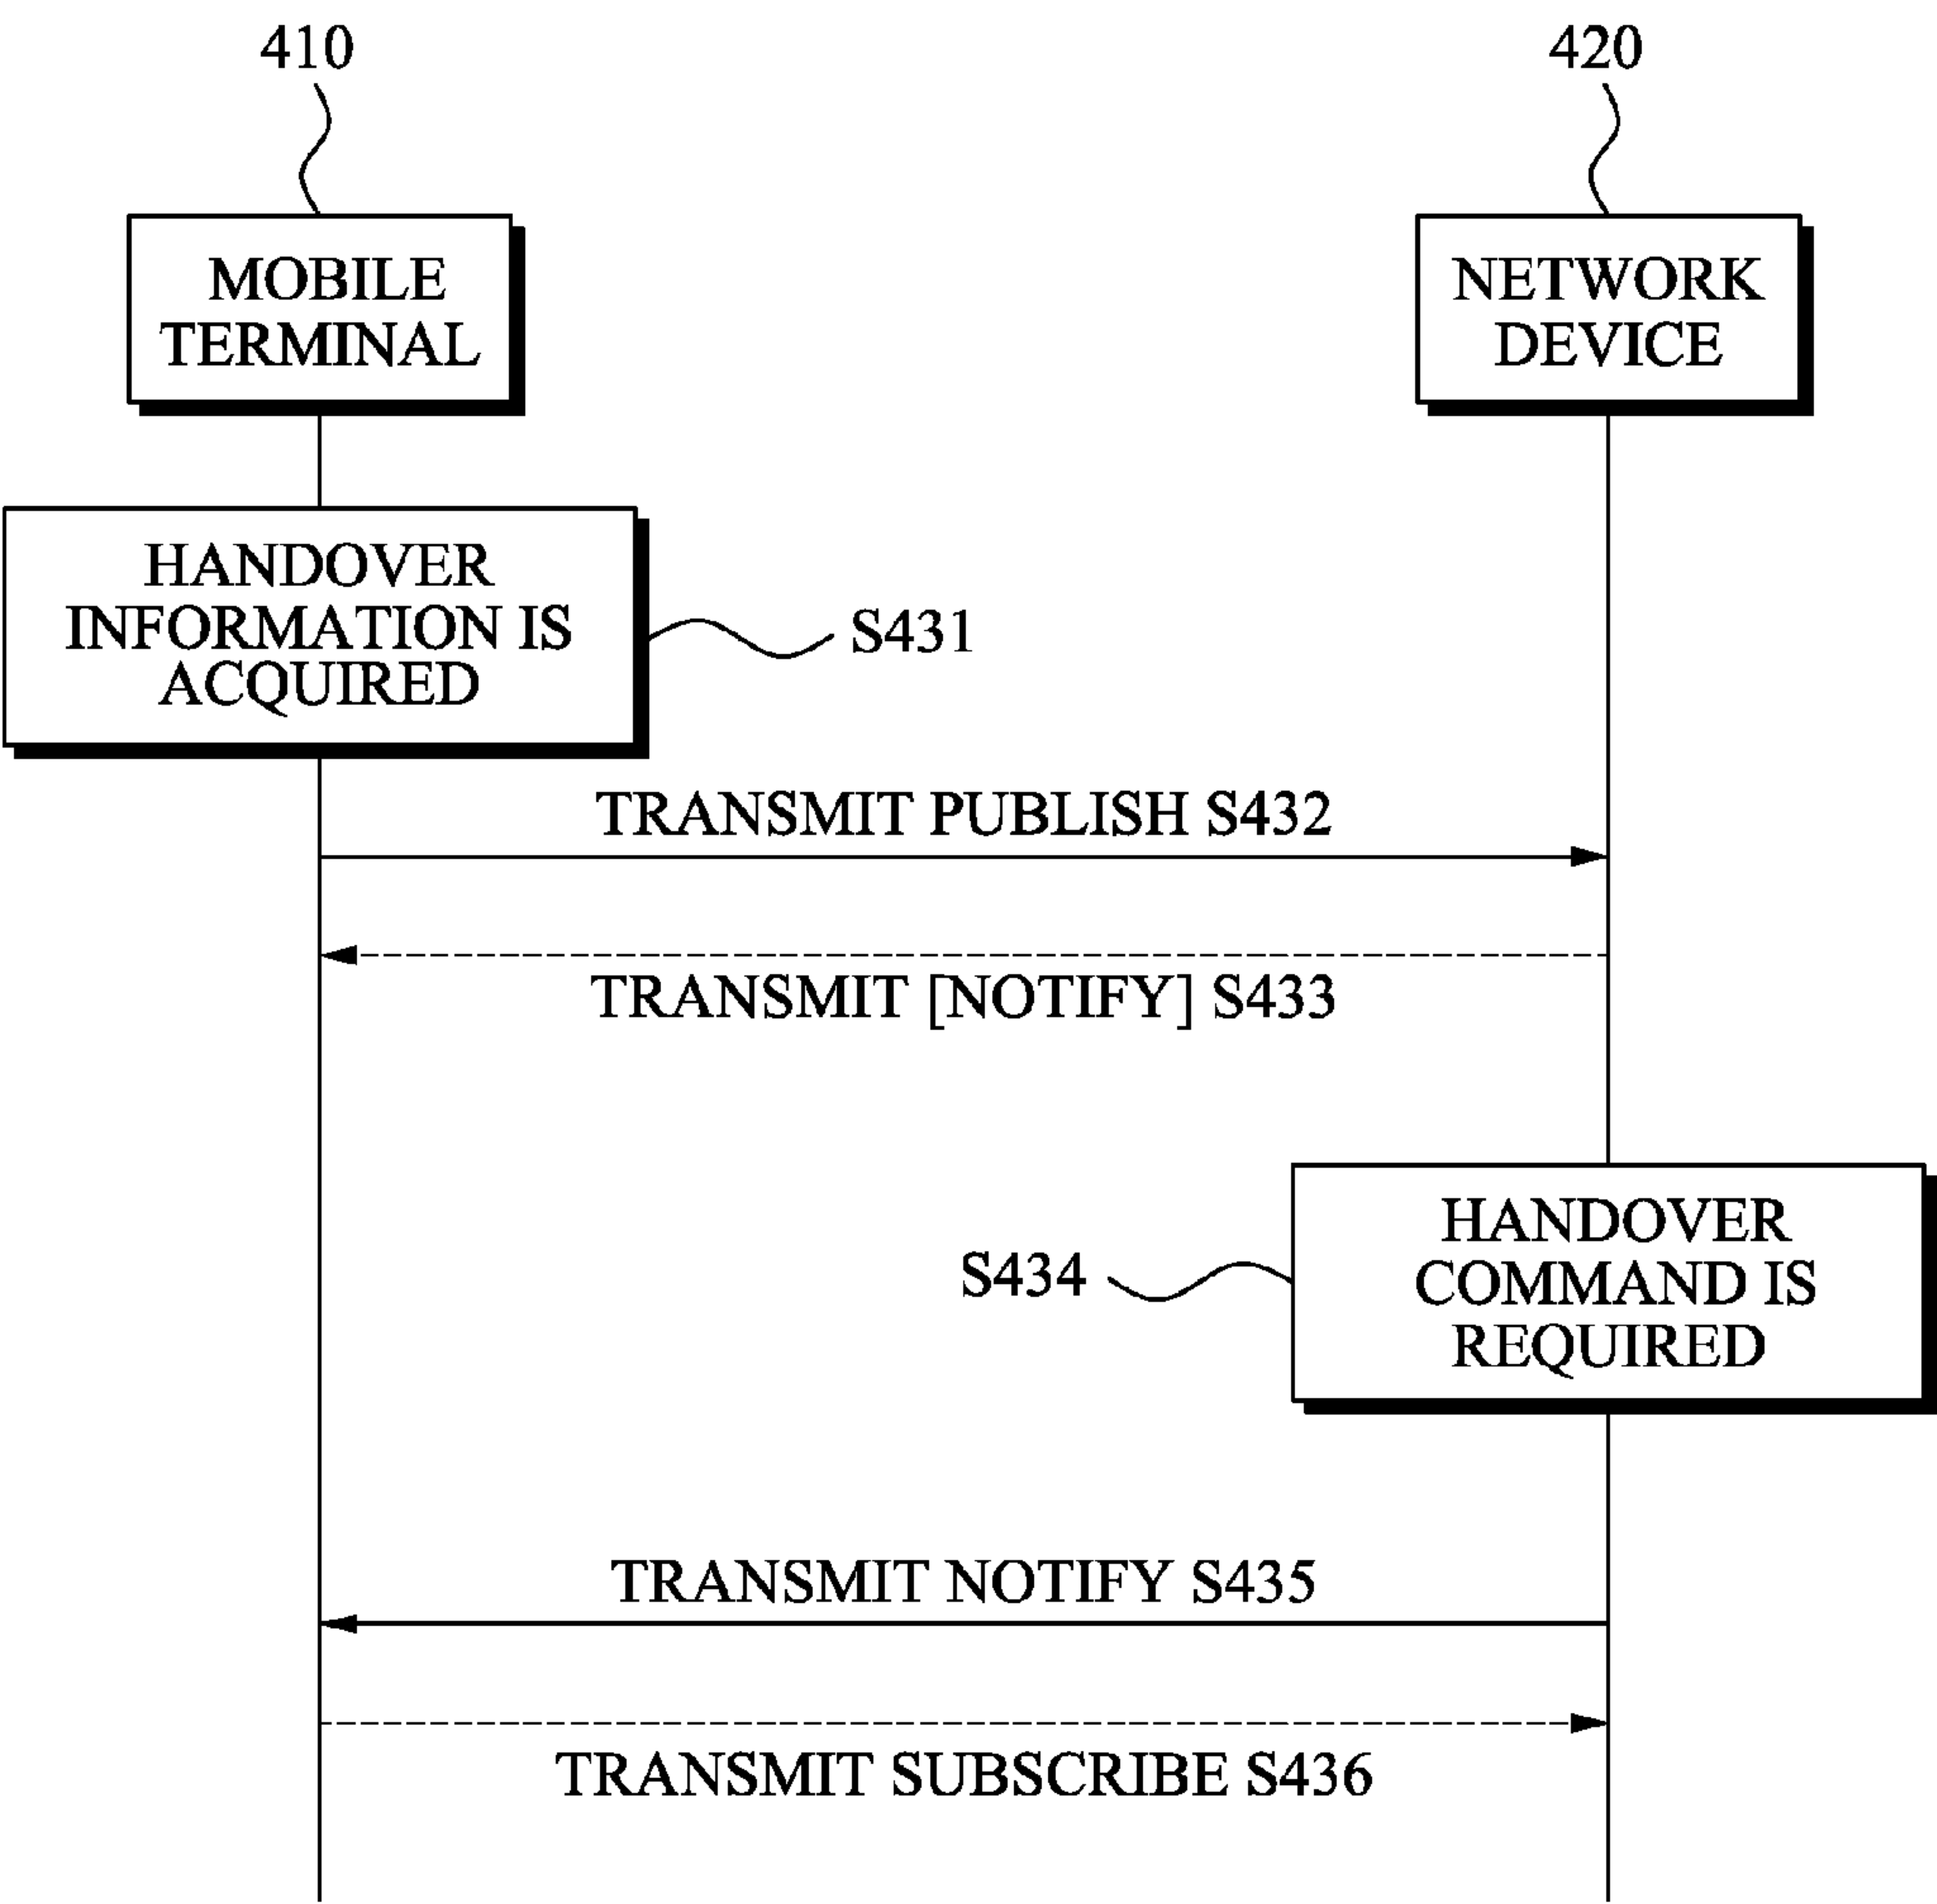 410
420
MOBILE
TERMINAL
NETWORK
DEVICE
HANDOVER
INFORMATION IS
ACQUIRED
S431
TRANSMIT PUBLISH S432
TRANSMIT [NOTIFY] S433
HANDOVER
COMMAND IS
REQUIRED
S434
TRANSMIT NOTIFY S435
TRANSMIT SUBSCRIBE S436